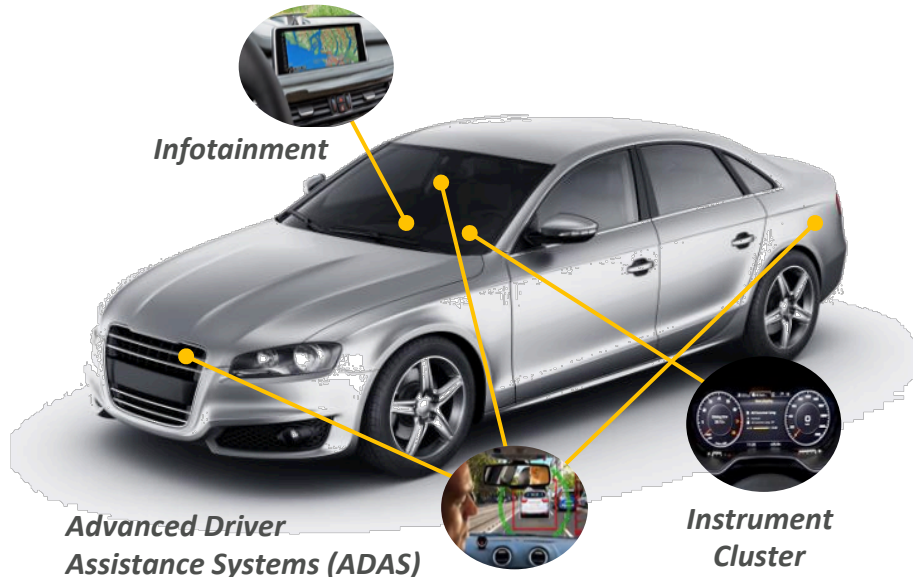 Infotainment
Advanced Driver
Assistance Systems (ADAS)
Instrument
Cluster